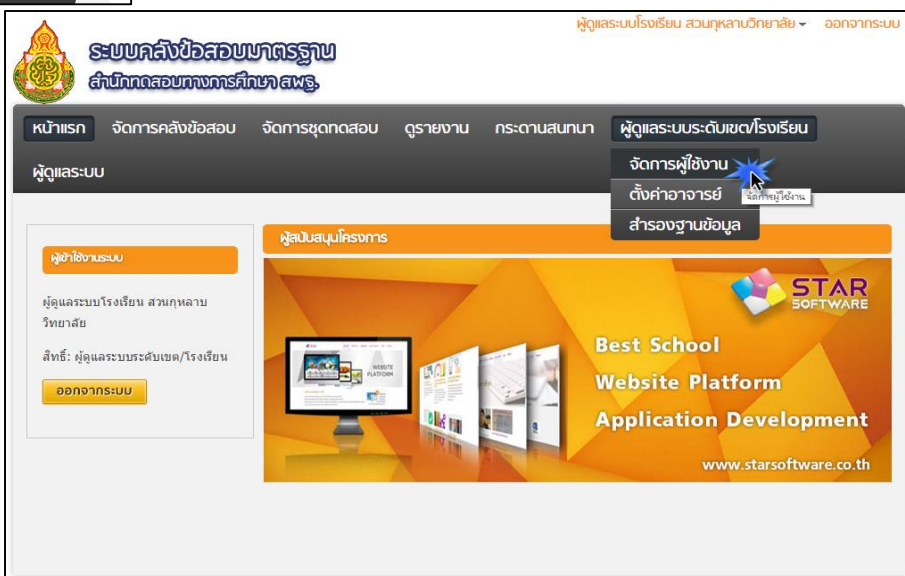 ผู้ดูแลระบบโรงเรียน สวนกุหลาบวิทยาลัย ออกจากระบบ
ระบบคลังข้อสอบมาตรฐาน
สำนักทดสอบทางการศึกษา สพฐ.
หน้าแรก จัดการคลังข้อสอบ จัดการชุดทดสอบ ดูรายงาน กระดานสนทนา ผู้ดูแลระบบระดับเขต/โรงเรียน
ผู้ดูแลระบบ
จัดการผู้ใช้งาน
ตั้งค่าอาจารย์
จัดการผู้ใช้งาน
สำรองฐานข้อมูล
ผู้เข้าใช้งานระบบ
ผู้ดูแลระบบโรงเรียน สวนกุหลาบ
วิทยาลัย
สิทธิ์: ผู้ดูแลระบบระดับเขต/โรงเรียน
ออกจากระบบ
ผู้สนับสนุนโครงการ
STAR
SOFTWARE
WEBSITE
PLATFORM
Best School
Website Platform
Application Development
www.starsoftware.co.th